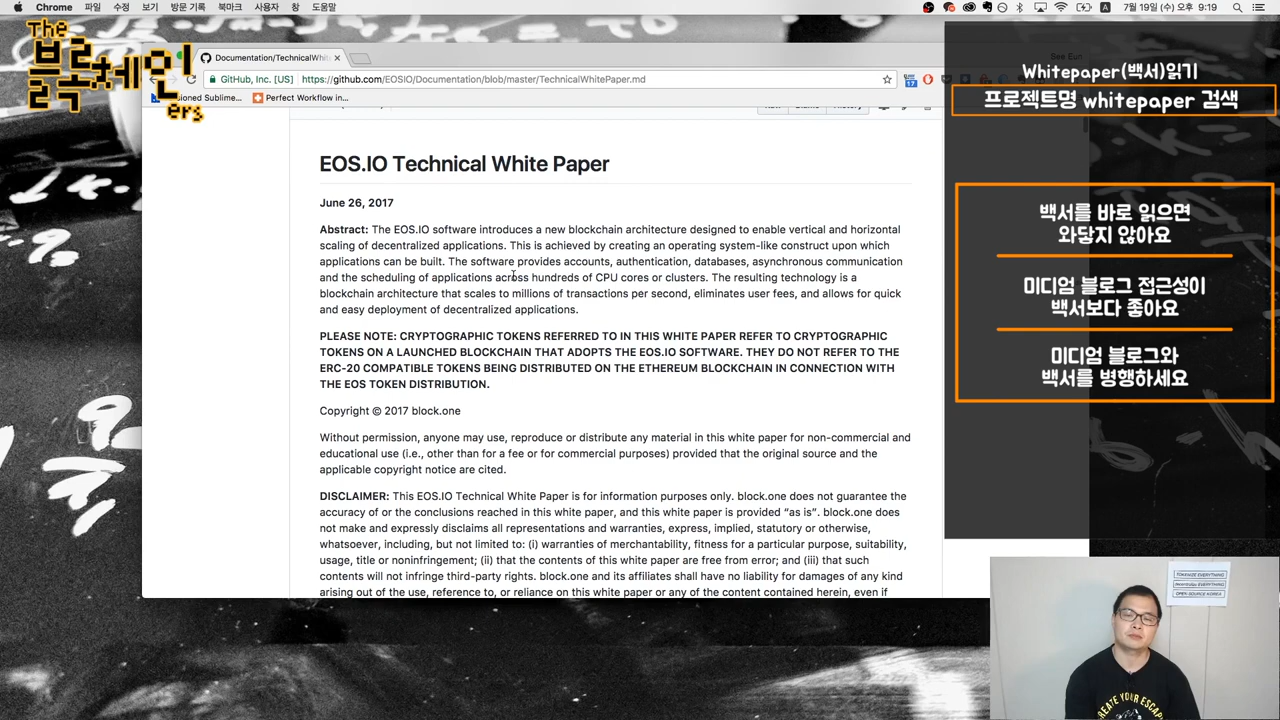 Chrome 파일 수정 보기 방문 기록 북마크 사용자 창 도움말
7월 19일 (수) 오후 9:19
The
블록체인
ers
Documentation/TechnicalWhit
See Eun
GitHub, Inc. [US] https://github.com/EOSIO/Documentation/blob/master/TechnicalWhitePaper.md
17
ioned Sublime... Perfect Workflow in...
History
EOS.IO Technical White Paper
June 26, 2017
Abstract: The EOS.IO software introduces a new blockchain architecture designed to enable vertical and horizontal
scaling of decentralized applications. This is achieved by creating an operating system-like construct upon which
applications can be built. The software provides accounts, authentication, databases, asynchronous communication
and the scheduling of applications across hundreds of CPU cores or clusters. The resulting technology is a
blockchain architecture that scales to millions of transactions per second, eliminates user fees, and allows for quick
and easy deployment of decentralized applications.
PLEASE NOTE: CRYPTOGRAPHIC TOKENS REFERRED TO IN THIS WHITE PAPER REFER TO CRYPTOGRAPHIC
TOKENS ON A LAUNCHED BLOCKCHAIN THAT ADOPTS THE EOS.IO SOFTWARE. THEY DO NOT REFER TO THE
ERC-20 COMPATIBLE TOKENS BEING DISTRIBUTED ON THE ETHEREUM BLOCKCHAIN IN CONNECTION WITH
THE EOS TOKEN DISTRIBUTION.
Copyright © 2017 block.one
Without permission, anyone may use, reproduce or distribute any material in this white paper for non-commercial and
educational use (i.e., other than for a fee or for commercial purposes) provided that the original source and the
applicable copyright notice are cited.
DISCLAIMER: This EOS.IO Technical White Paper is for information purposes only. block.one does not guarantee the
accuracy of or the conclusions reached in this white paper, and this white paper is provided “as is”. block.one does
not make and expressly disclaims all representations and warranties, express, implied, statutory or otherwise,
whatsoever, including, but not limited to: (i) warranties of merchantability, fitness for a particular purpose, suitability,
usage, title or noninfringement; (ii) that the contents of this white paper are free from error; and (iii) that such
contents will not infringe third-party rights. block.one and its affiliates shall have no liability for damages of any kind
arising out of the use, reference to, or reliance on this white paper or any of the content contained herein, even if
Whitepaper(백서)읽기
프로젝트명 whitepaper 검색
백서를 바로 읽으면
와닿지 않아요
미디엄 블로그 접근성이
백서보다 좋아요
미디엄 블로그와
백서를 병행하세요
TOKENIZE EVERYTHING
EVERYTHING
OPEN SOURCE KOREA
CREATE YOUR ESCAP